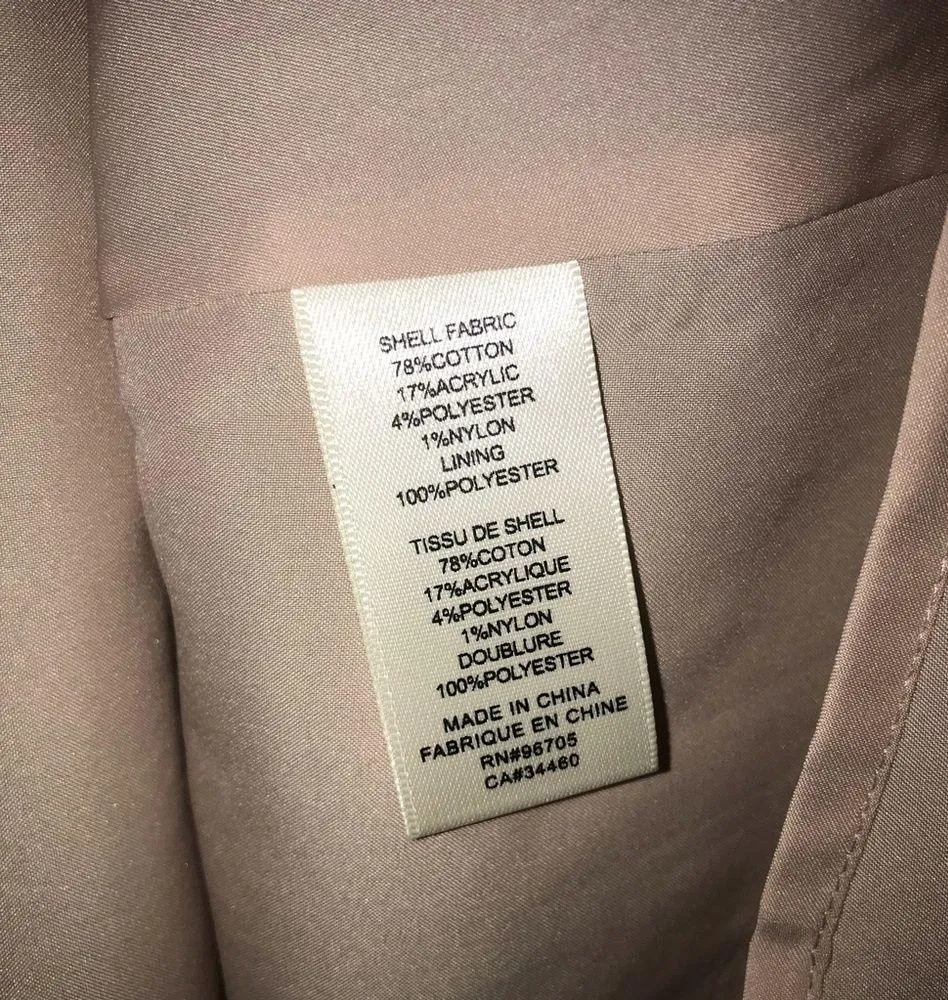 SHELL FABRIC
78%COTTON
17%ACRYLIC
4%POLYESTER
1%NYLON
LINING
100%POLYESTER
TISSU DE SHELL
78%COTON
17%ACRYLIQUE
4%POLYESTER
1%NYLON
DOUBLURE
100%POLYESTER
MADE IN CHINA
FABRIQUE EN CHINE
RN#96705
CA#34460